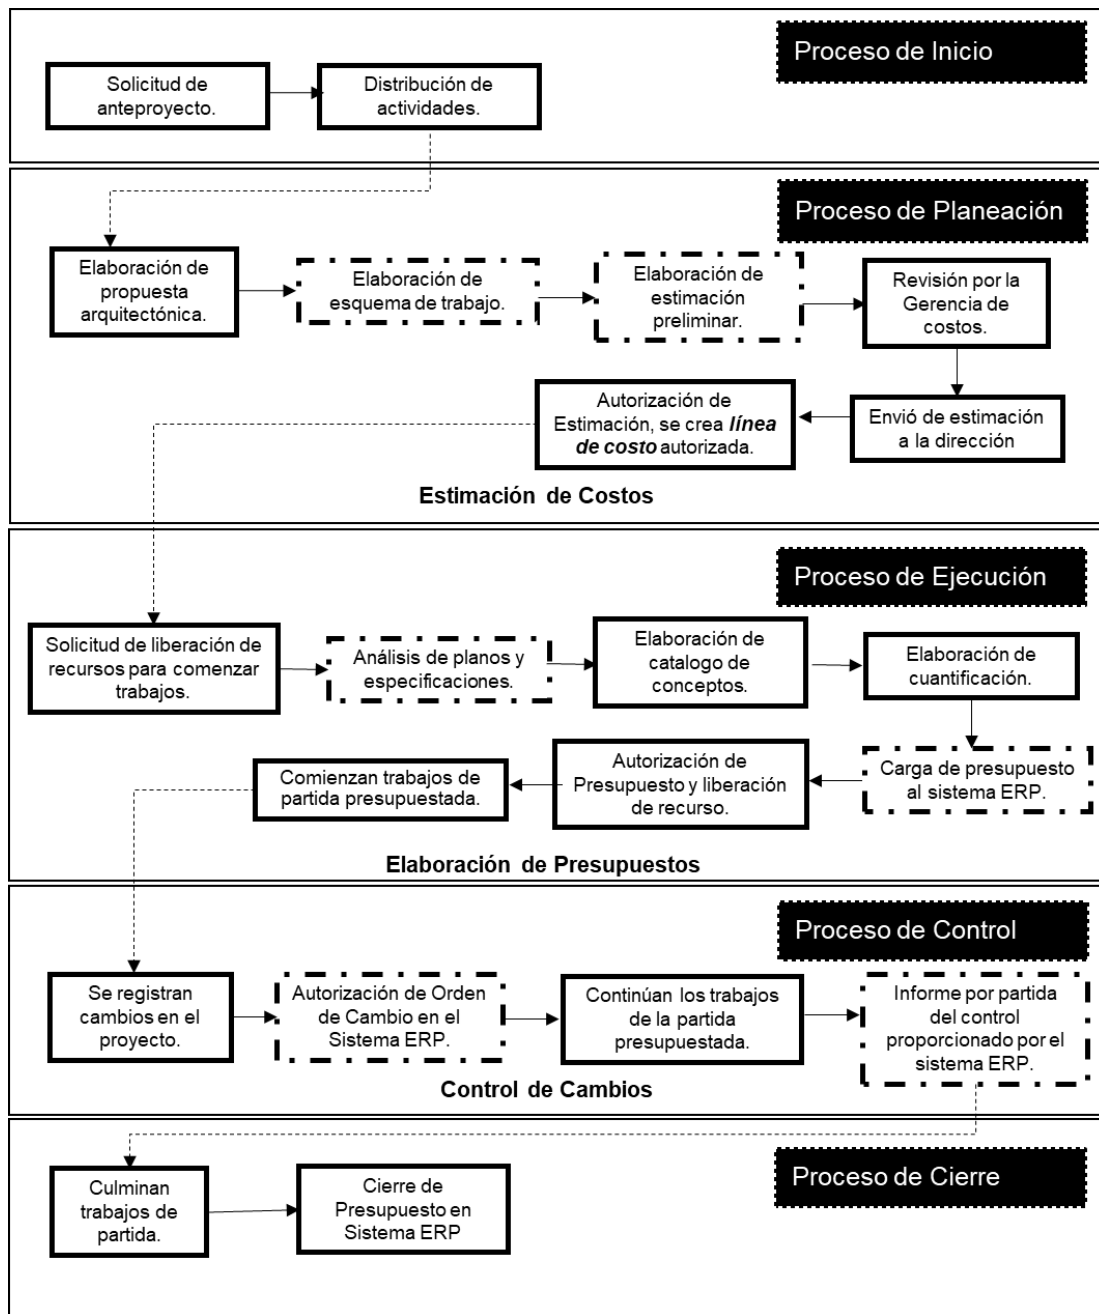 Proceso de Inicio
Solicitud de
anteproyecto.
Distribución de
actividades.
Proceso de Planeación
Elaboración de
propuesta
arquitectónica.
Elaboración de
esquema de trabajo.
Elaboración de
estimación
preliminar.
Revisión por la
Gerencia de
costos.
Envió de estimación
a la dirección
Autorización de
Estimación, se crea línea
de costo autorizada.
Estimación de Costos
Proceso de Ejecución
Solicitud de liberación de
recursos para comenzar
trabajos.
Análisis de planos y
especificaciones.
Elaboración de
catalogo de
conceptos.
Elaboración de
cuantificación.
Carga de presupuesto
al sistema ERP.
Autorización de
Presupuesto y liberación
de recurso.
Comienzan trabajos de
partida presupuestada.
Elaboración de Presupuestos
Proceso de Control
Se registran
cambios en el
proyecto.
Autorización de Orden
de Cambio en el
Sistema ERP.
Continúan los trabajos
de la partida
presupuestada.
Informe por partida
del control
proporcionado por el
sistema ERP.
Control de Cambios
Proceso de Cierre
Culminan
trabajos de
partida.
Cierre de
Presupuesto en
Sistema ERP